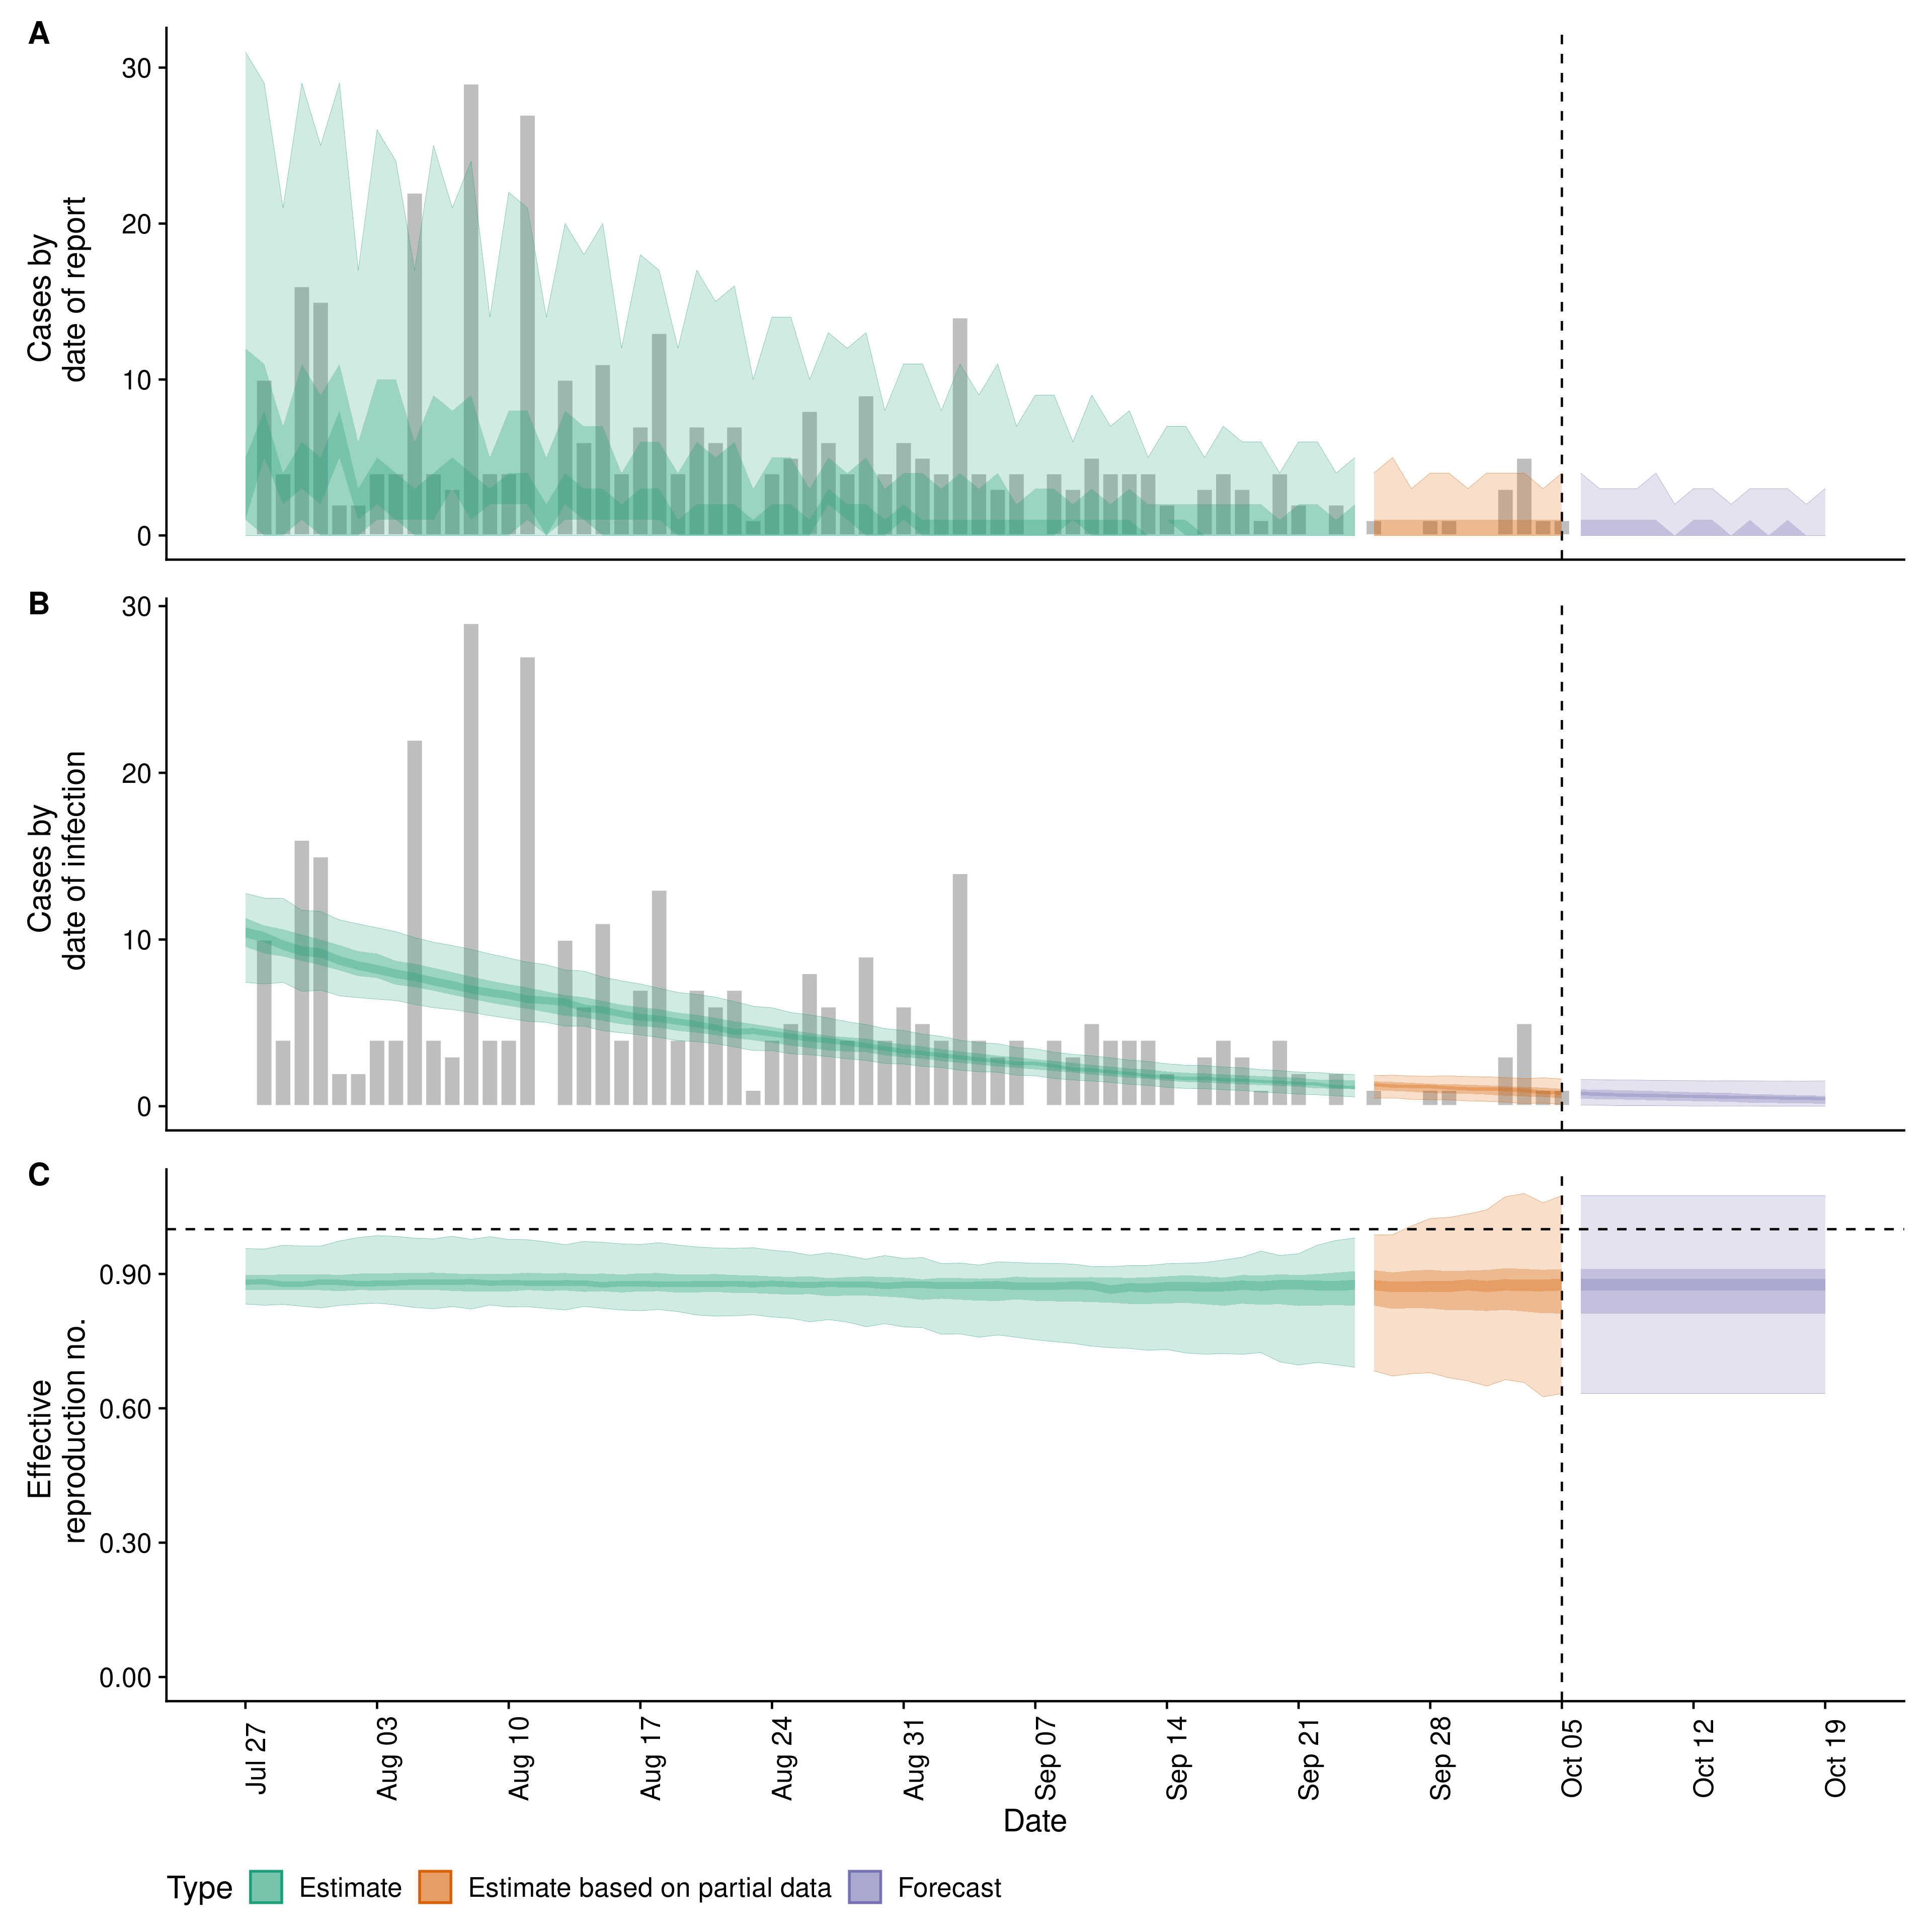 A
30
20
10
0
Cases by
date of report
B
30
20
10
0
Cases by
date of infection
C
0.90
0.60
0.30
0.00
Effective
reproduction no.
Jul 27
Aug 03
Aug 10
Aug 17
Aug 24
Aug 31
Sep 07
Sep 14
Sep 21
Sep 28
Oct 05
Oct 12
Oct 19
Date
Type Estimate Estimate based on partial data Forecast